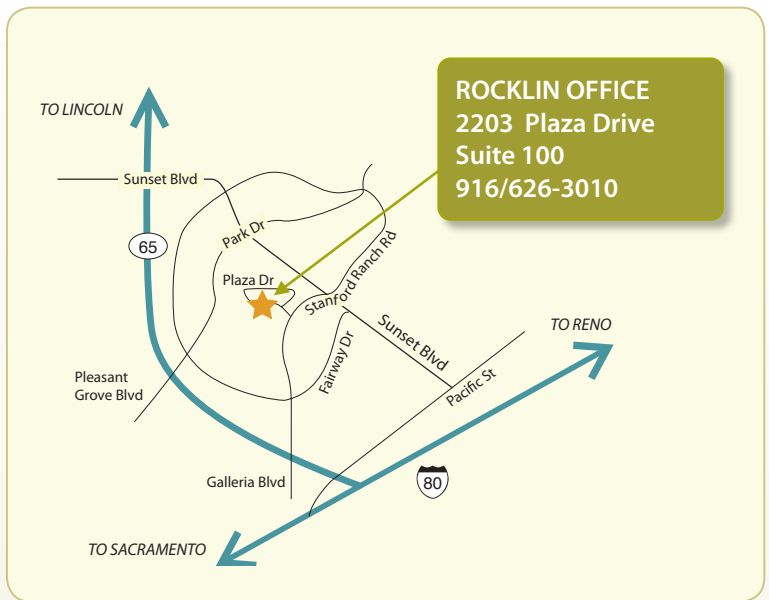 ROCKLIN OFFICE
2203 Plaza Drive
Suite 100
916/626-3010
TO LINCOLN
Sunset Blvd
Park Dr
65
Plaza Dr
Stanford Ranch Rd
TO RENO
Sunset Blvd
Fairway Dr
Pleasant
Grove Blvd
Pacific St
Galleria Blvd
80
TO SACRAMENTO